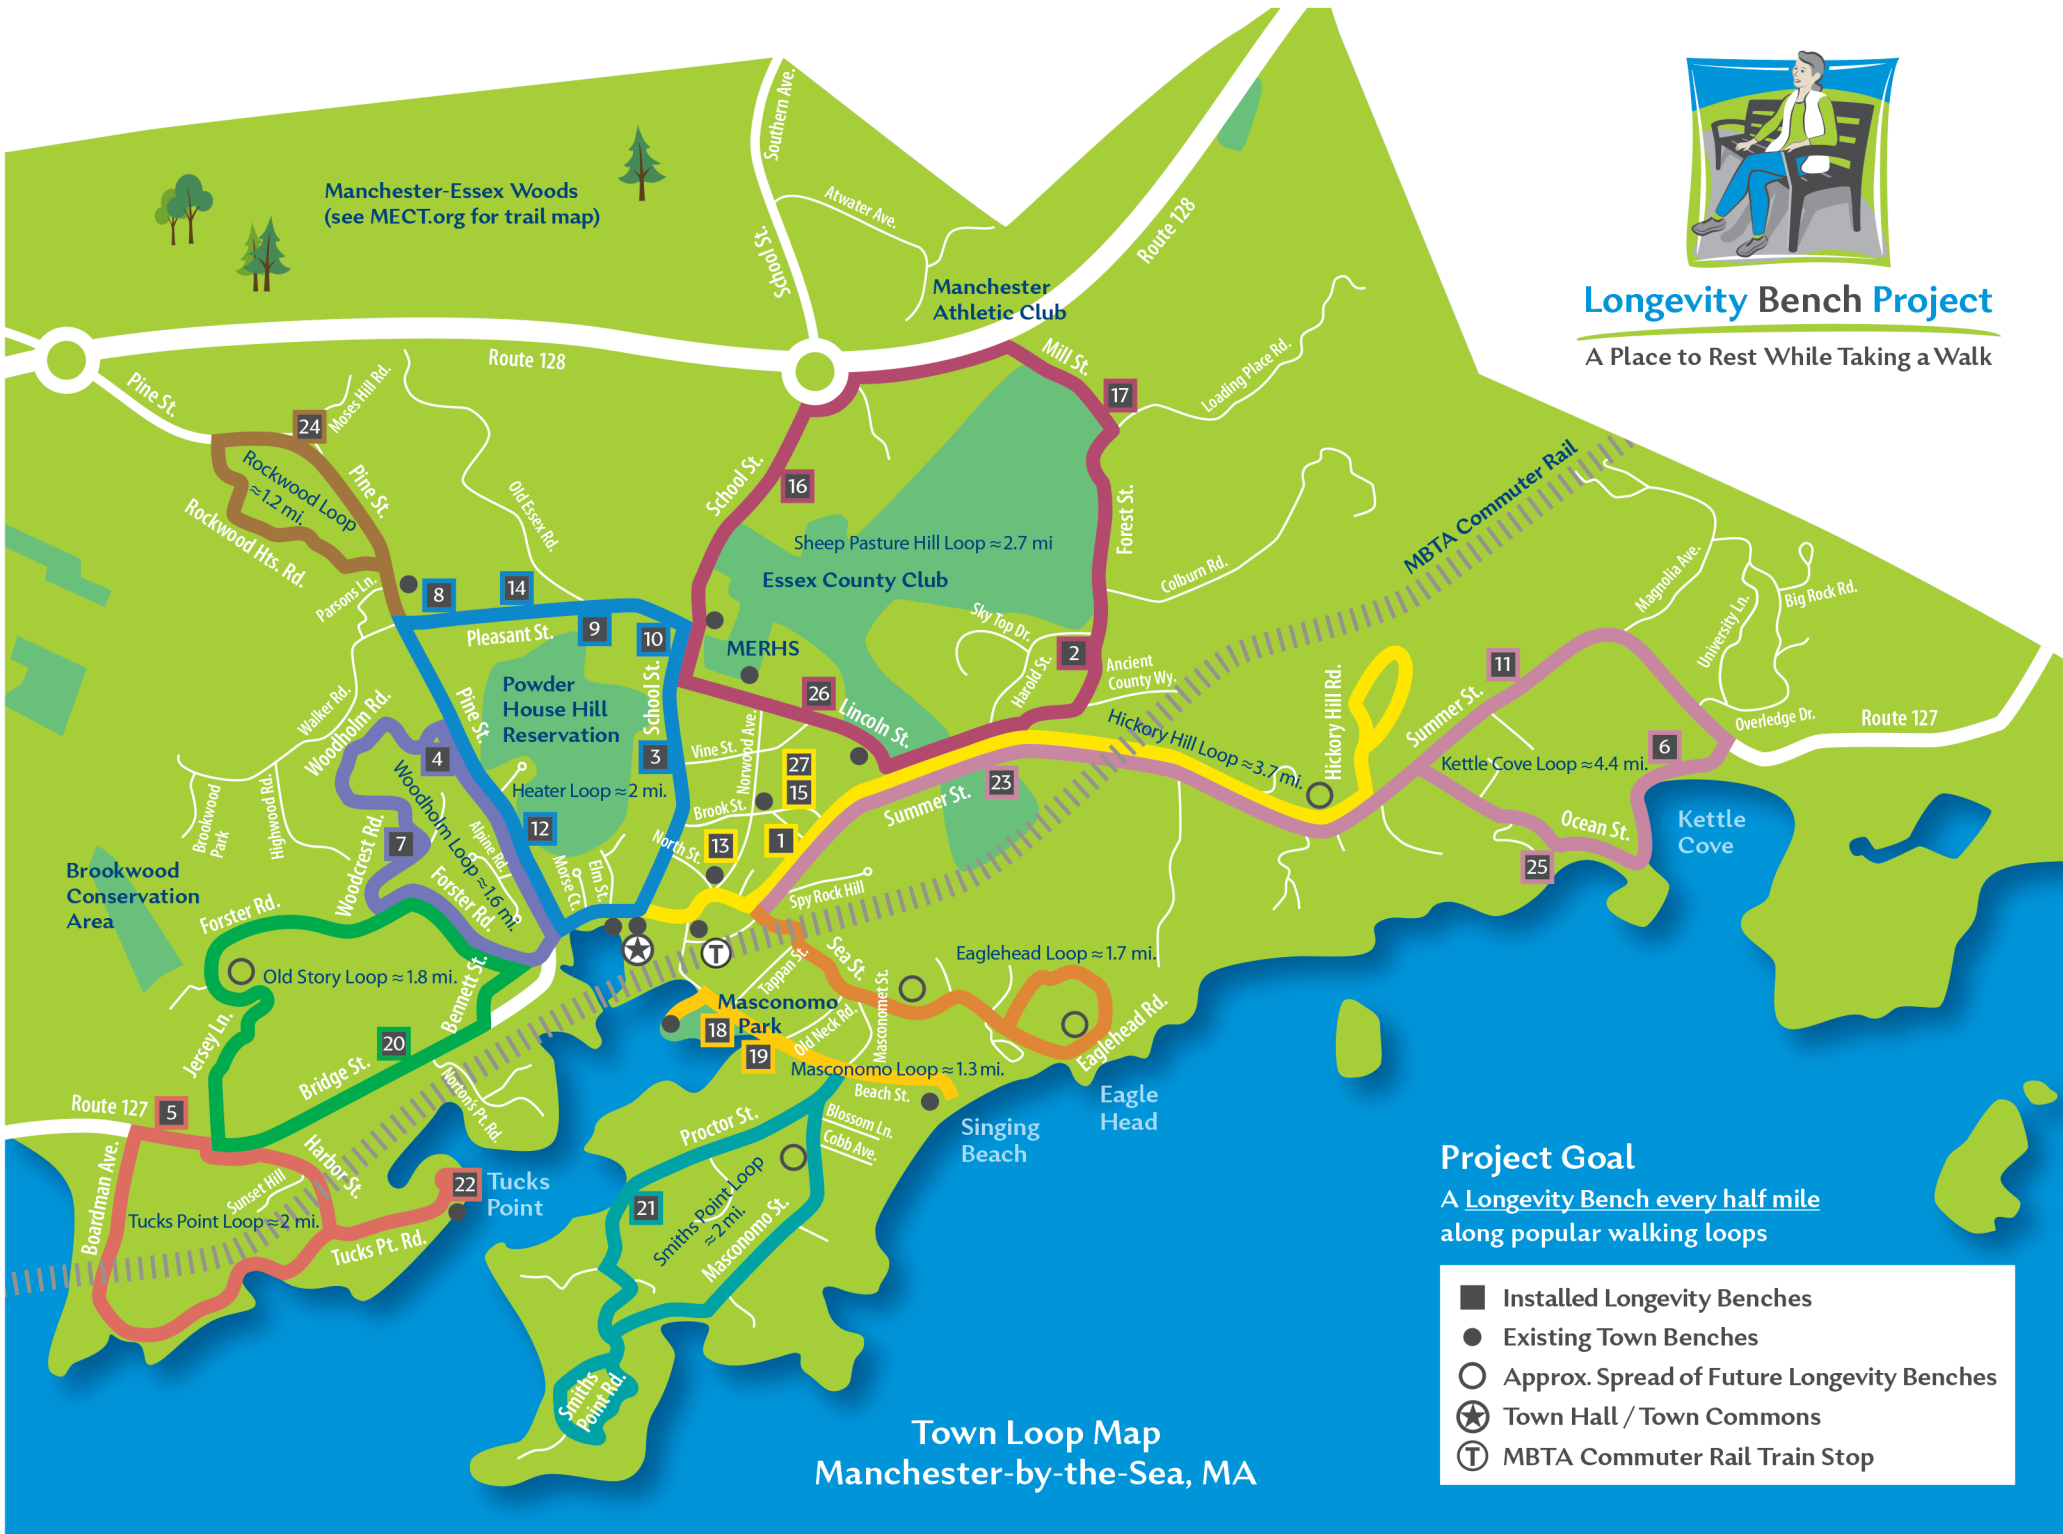 Southern Ave.
Manchester-Essex Woods
(see MECT.org for trail map)
Atwater Ave.
School St.
Route 128
Manchester
Athletic Club
Longevity Bench Project
A Place to Rest While Taking a Walk
Route 128
Mill St.
Loading Place Rd.
Pine St.
Moses Hill Rd.
24
17
Rockwood Loop
≈1.2 mi.
Pine St.
Rockwood Hts. Rd.
Old Essex Rd.
School St.
16
Forest St.
MBTA Commuter Rail
Sheep Pasture Hill Loop ≈2.7 mi
Essex County Club
Colburn Rd.
Magnolia Ave.
Big Rock Rd.
University Ln.
Parsons Ln.
8
14
9
10
Pleasant St.
MERHS
Sky Top Dr.
Harold St.
2
Ancient
County Wy.
11
Overledge Dr.
Route 127
Powder
House Hill
Reservation
School St.
26
Lincoln St.
Hickory Hill Loop ≈3.7 mi.
Hickory Hill Rd.
Summer St.
6
Kettle Cove Loop ≈4.4 mi.
Walker Rd.
Woodholm Rd.
Pine St.
4
3
Vine St.
Norwood Ave.
27
15
23
Summer St.
Heater Loop ≈2 mi.
Woodholm Loop ≈1.6 mi.
12
Brook St.
1
13
North St.
Ocean St.
25
Kettle
Cove
Brookwood
Park
Highwood Rd.
7
Woodcrest Rd.
Alpine Rd.
Morse Ct.
Elm St.
Spy Rock Hill
Brookwood
Conservation
Area
Forster Rd.
Forster Rd.
Old Story Loop ≈1.8 mi.
Bennett St.
T
Tappan St.
Sea St.
Masconomet St.
Eaglehead Loop ≈1.7 mi.
Eaglehead Rd.
Masconomo
Park
18
19
Old Neck Rd.
Masconomo Loop ≈1.3 mi.
Beach St.
Jersey Ln.
20
Bridge St.
Norton's Pt. Rd.
Route 127
5
Harbor St.
Sunset Hill
Boardman Ave.
Tucks Point Loop ≈2 mi.
Tucks Pt. Rd.
22
Tucks
Point
Proctor St.
Blossom Ln.
Cobb Ave.
Singing
Beach
Eagle
Head
21
Smiths Point Loop
≈2 mi.
Masconomo St.
Smiths
Point Rd.
Project Goal
A Longevity Bench every half mile
along popular walking loops
Installed Longevity Benches
Existing Town Benches
Approx. Spread of Future Longevity Benches
Town Hall / Town Commons
T MBTA Commuter Rail Train Stop
Town Loop Map
Manchester-by-the-Sea, MA